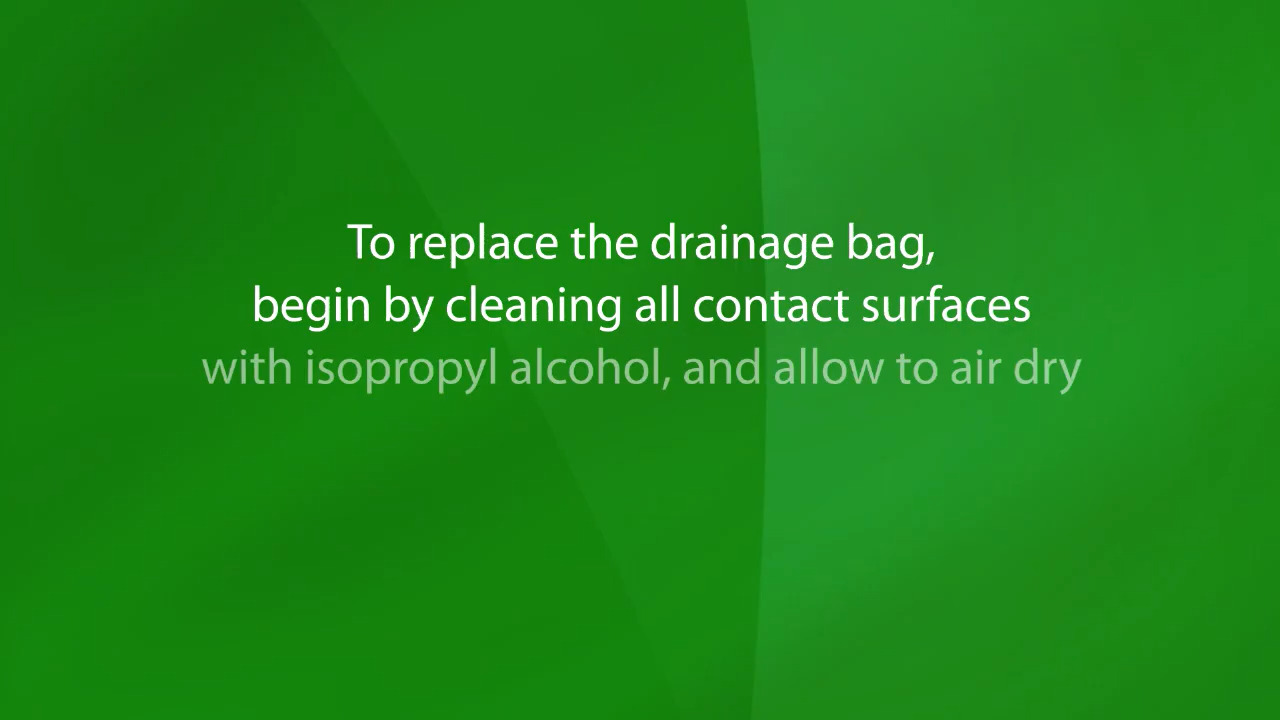 To replace the drainage bag,
begin by cleaning all contact surfaces
with isopropyl alcohol, and allow to air dry